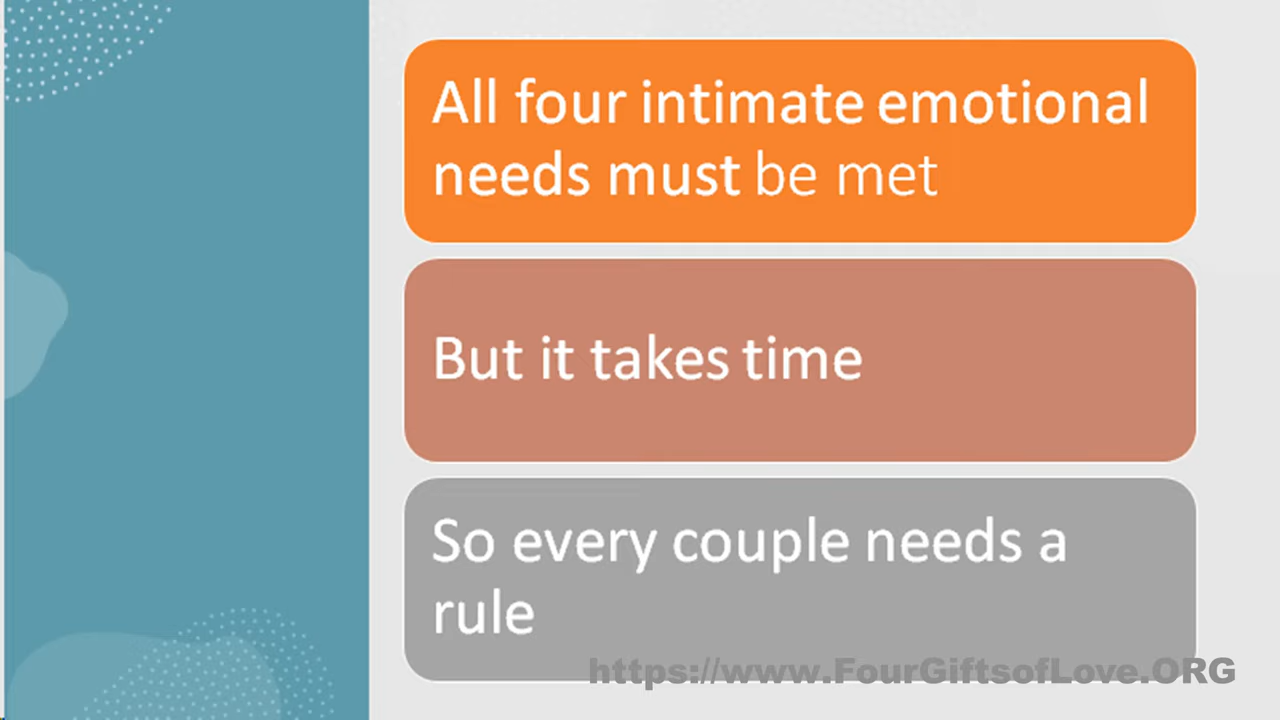 All four intimate emotional
needs must be met
But it takes time
So every couple needs a
rule
https://www.FourGiftsofLove.ORG